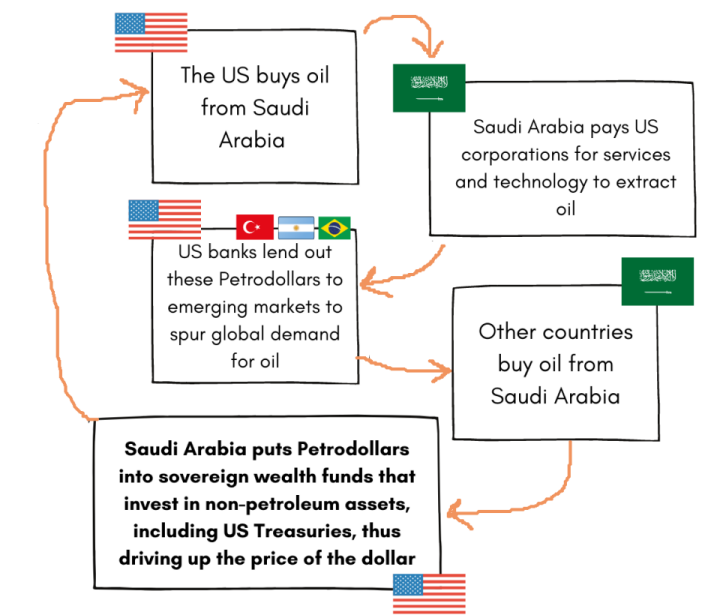 The US buys oil
from Saudi
Arabia
Saudi Arabia pays US
corporations for services
and technology to extract
oil
US banks lend out
these Petrodollars to
emerging markets to
spur global demand
for oil
Other countries
buy oil from
Saudi Arabia
Saudi Arabia puts Petrodollars
into sovereign wealth funds that
invest in non-petroleum assets,
including US Treasuries, thus
driving up the price of the dollar